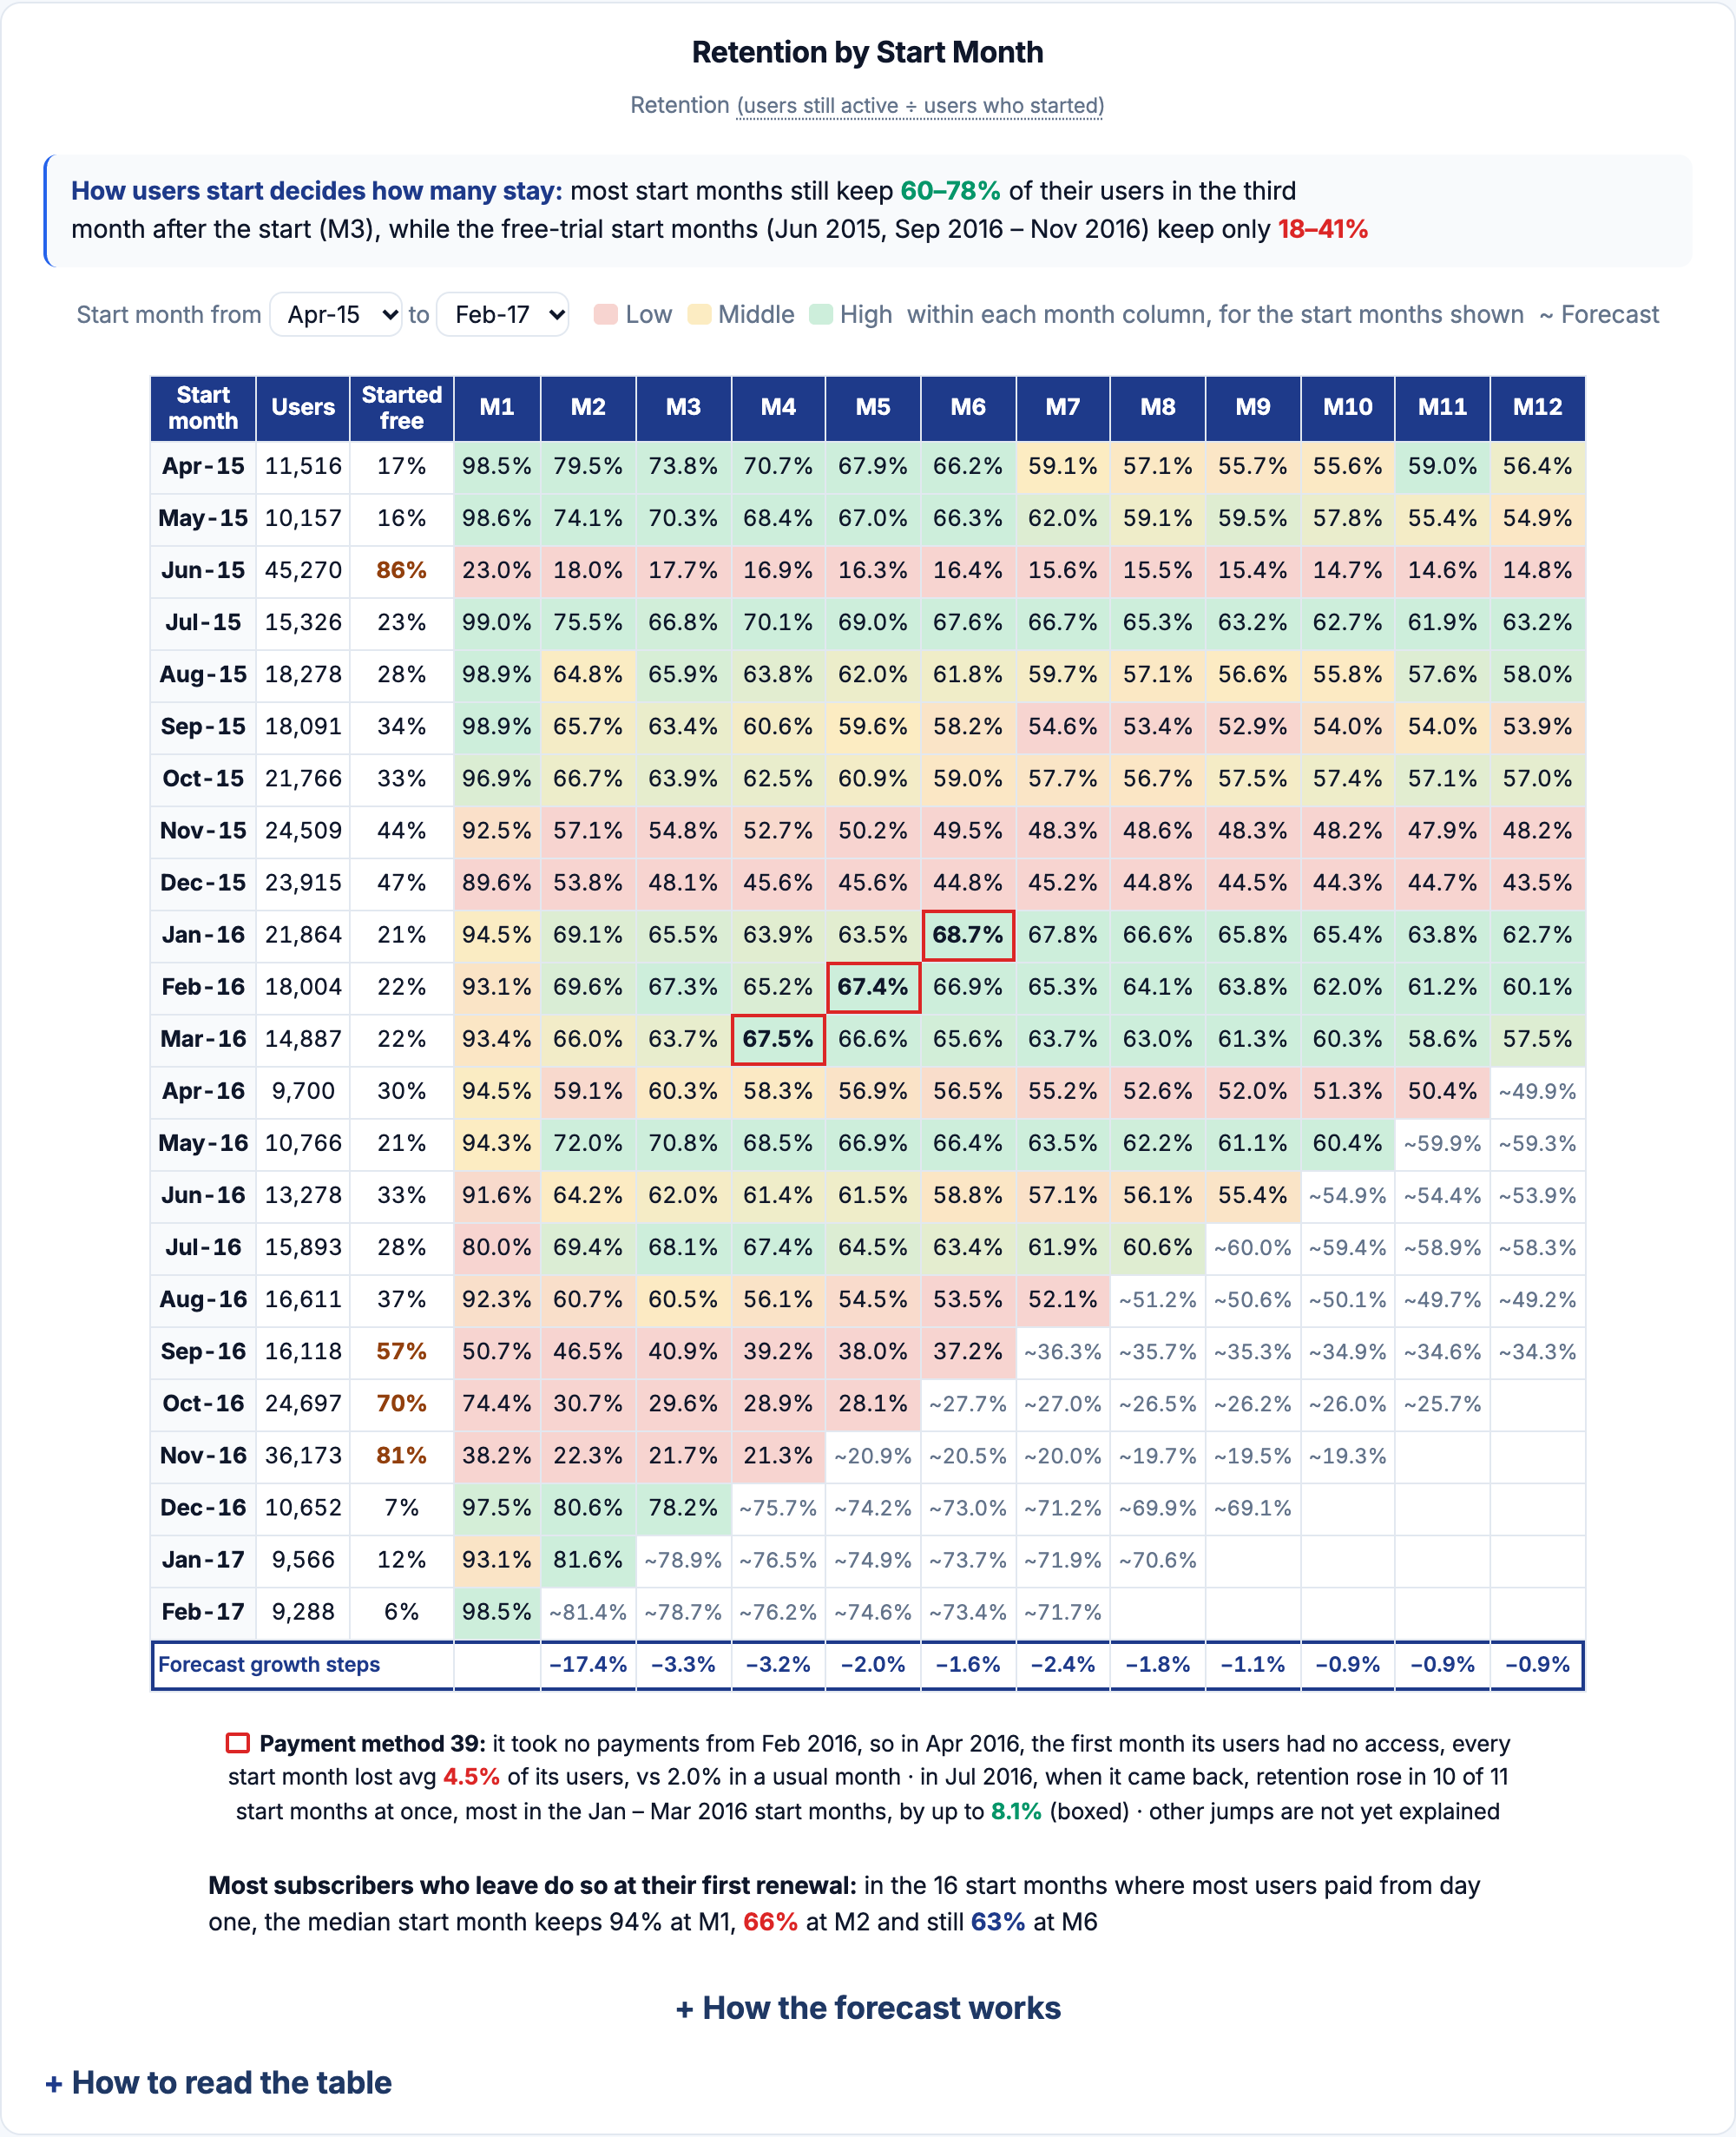 Retention by Start Month
Retention (users still active ÷ users who started)
How users start decides how many stay: most start months still keep 60–78% of their users in the third
month after the start (M3), while the free-trial start months (Jun 2015, Sep 2016 – Nov 2016) keep only 18–41%
Start month from Apr-15 to Feb-17 Low Middle High within each month column, for the start months shown ~ Forecast
Start month Users Started free M1 M2 M3 M4 M5 M6 M7 M8 M9 M10 M11 M12
Apr-15 11,516 17% 98.5% 79.5% 73.8% 70.7% 67.9% 66.2% 59.1% 57.1% 55.7% 55.6% 59.0% 56.4%
May-15 10,157 16% 98.6% 74.1% 70.3% 68.4% 67.0% 66.3% 62.0% 59.1% 59.5% 57.8% 55.4% 54.9%
Jun-15 45,270 86% 23.0% 18.0% 17.7% 16.9% 16.3% 16.4% 15.6% 15.5% 15.4% 14.7% 14.6% 14.8%
Jul-15 15,326 23% 99.0% 75.5% 66.8% 70.1% 69.0% 67.6% 66.7% 65.3% 63.2% 62.7% 61.9% 63.2%
Aug-15 18,278 28% 98.9% 64.8% 65.9% 63.8% 62.0% 61.8% 59.7% 57.1% 56.6% 55.8% 57.6% 58.0%
Sep-15 18,091 34% 98.9% 65.7% 63.4% 60.6% 59.6% 58.2% 54.6% 53.4% 52.9% 54.0% 54.0% 53.9%
Oct-15 21,766 33% 96.9% 66.7% 63.9% 62.5% 60.9% 59.0% 57.7% 56.7% 57.5% 57.4% 57.1% 57.0%
Nov-15 24,509 44% 92.5% 57.1% 54.8% 52.7% 50.2% 49.5% 48.3% 48.6% 48.3% 48.2% 47.9% 48.2%
Dec-15 23,915 47% 89.6% 53.8% 48.1% 45.6% 45.6% 44.8% 45.2% 44.8% 44.5% 44.3% 44.7% 43.5%
Jan-16 21,864 21% 94.5% 69.1% 65.5% 63.9% 63.5% 68.7% 67.8% 66.6% 65.8% 65.4% 63.8% 62.7%
Feb-16 18,004 22% 93.1% 69.6% 67.3% 65.2% 67.4% 66.9% 65.3% 64.1% 63.8% 62.0% 61.2% 60.1%
Mar-16 14,887 22% 93.4% 66.0% 63.7% 67.5% 66.6% 65.6% 63.7% 63.0% 61.3% 60.3% 58.6% 57.5%
Apr-16 9,700 30% 94.5% 59.1% 60.3% 58.3% 56.9% 56.5% 55.2% 52.6% 52.0% 51.3% 50.4% ~49.9%
May-16 10,766 21% 94.3% 72.0% 70.8% 68.5% 66.9% 66.4% 63.5% 62.2% 61.1% 60.4% ~59.9% ~59.3%
Jun-16 13,278 33% 91.6% 64.2% 62.0% 61.4% 61.5% 58.8% 57.1% 56.1% 55.4% ~54.9% ~54.4% ~53.9%
Jul-16 15,893 28% 80.0% 69.4% 68.1% 67.4% 64.5% 63.4% 61.9% 60.6% ~60.0% ~59.4% ~58.9% ~58.3%
Aug-16 16,611 37% 92.3% 60.7% 60.5% 56.1% 54.5% 53.5% 52.1% ~51.2% ~50.6% ~50.1% ~49.7% ~49.2%
Sep-16 16,118 57% 50.7% 46.5% 40.9% 39.2% 38.0% 37.2% ~36.3% ~35.7% ~35.3% ~34.9% ~34.6% ~34.3%
Oct-16 24,697 70% 74.4% 30.7% 29.6% 28.9% 28.1% ~27.7% ~27.0% ~26.5% ~26.2% ~26.0% ~25.7%
Nov-16 36,173 81% 38.2% 22.3% 21.7% 21.3% ~20.9% ~20.5% ~20.0% ~19.7% ~19.5% ~19.3%
Dec-16 10,652 7% 97.5% 80.6% 78.2% ~75.7% ~74.2% ~73.0% ~71.2% ~69.9% ~69.1%
Jan-17 9,566 12% 93.1% 81.6% ~78.9% ~76.5% ~74.9% ~73.7% ~71.9% ~70.6%
Feb-17 9,288 6% 98.5% ~81.4% ~78.7% ~76.2% ~74.6% ~73.4% ~71.7%
Forecast growth steps −17.4% −3.3% −3.2% −2.0% −1.6% −2.4% −1.8% −1.1% −0.9% −0.9% −0.9%
Payment method 39: it took no payments from Feb 2016, so in Apr 2016, the first month its users had no access, every
start month lost avg 4.5% of its users, vs 2.0% in a usual month · in Jul 2016, when it came back, retention rose in 10 of 11
start months at once, most in the Jan – Mar 2016 start months, by up to 8.1% (boxed) · other jumps are not yet explained
Most subscribers who leave do so at their first renewal: in the 16 start months where most users paid from day
one, the median start month keeps 94% at M1, 66% at M2 and still 63% at M6
+ How the forecast works
+ How to read the table